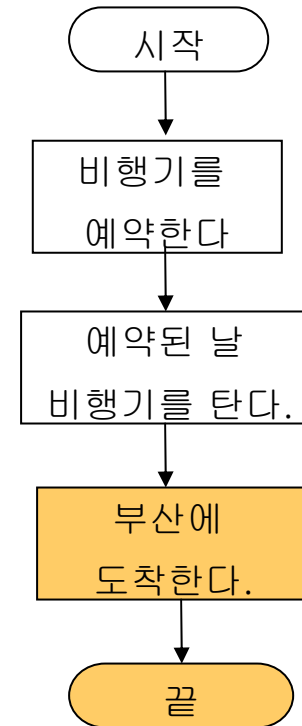 시작
비행기를
예약한다
예약된 날
비행기를 탄다.
부산에
도착한다.
끝